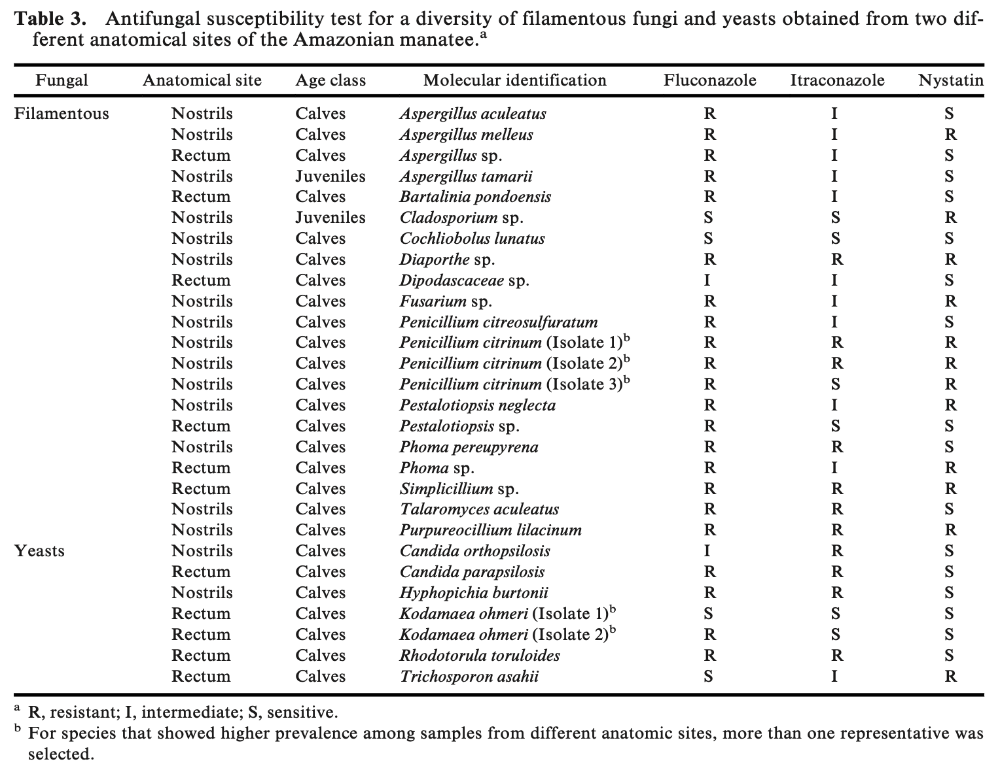 Table 3. Antifungal susceptibility test for a diversity of filamentous fungi and yeasts obtained from two dif-
ferent anatomical sites of the Amazonian manatee.a
Fungal Anatomical site Age class Molecular identification Fluconazole Itraconazole Nystatin
Filamentous Nostrils Calves Aspergillus aculeatus R I S
Nostrils Calves Aspergillus melleus R I R
Rectum Calves Aspergillus sp. R I S
Nostrils Juveniles Aspergillus tamarii R I S
Rectum Calves Bartalinia pondoensis R I S
Nostrils Juveniles Cladosporium sp. S S R
Nostrils Calves Cochliobolus lunatus S S S
Nostrils Calves Diaporthe sp. R R R
Rectum Calves Dipodascaceae sp. I I S
Nostrils Calves Fusarium sp. R I R
Nostrils Calves Penicillium citreosulfuratum R I S
Nostrils Calves Penicillium citrinum (Isolate 1)b R R R
Nostrils Calves Penicillium citrinum (Isolate 2)b R R R
Nostrils Calves Penicillium citrinum (Isolate 3)b R S R
Nostrils Calves Pestalotiopsis neglecta R I R
Rectum Calves Pestalotiopsis sp. R S S
Nostrils Calves Phoma pereupyrena R R S
Rectum Calves Phoma sp. R I R
Rectum Calves Simplicillium sp. R R R
Nostrils Calves Talaromyces aculeatus R R S
Nostrils Calves Purpureocillium lilacinum R R R
Yeasts Nostrils Calves Candida orthopsilosis I R S
Rectum Calves Candida parapsilosis R R S
Nostrils Calves Hyphopichia burtonii R R S
Rectum Calves Kodamaea ohmeri (Isolate 1)b S S S
Rectum Calves Kodamaea ohmeri (Isolate 2)b R S S
Rectum Calves Rhodotorula toruloides R R S
Rectum Calves Trichosporon asahii S I R
a R, resistant; I, intermediate; S, sensitive.
b For species that showed higher prevalence among samples from different anatomic sites, more than one representative was
selected.